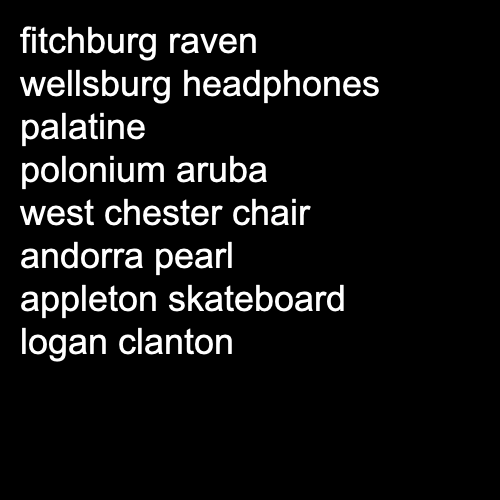 fitchburg raven
wellsburg headphones
palatine
polonium aruba
west chester chair
andorra pearl
appleton skateboard
logan clanton